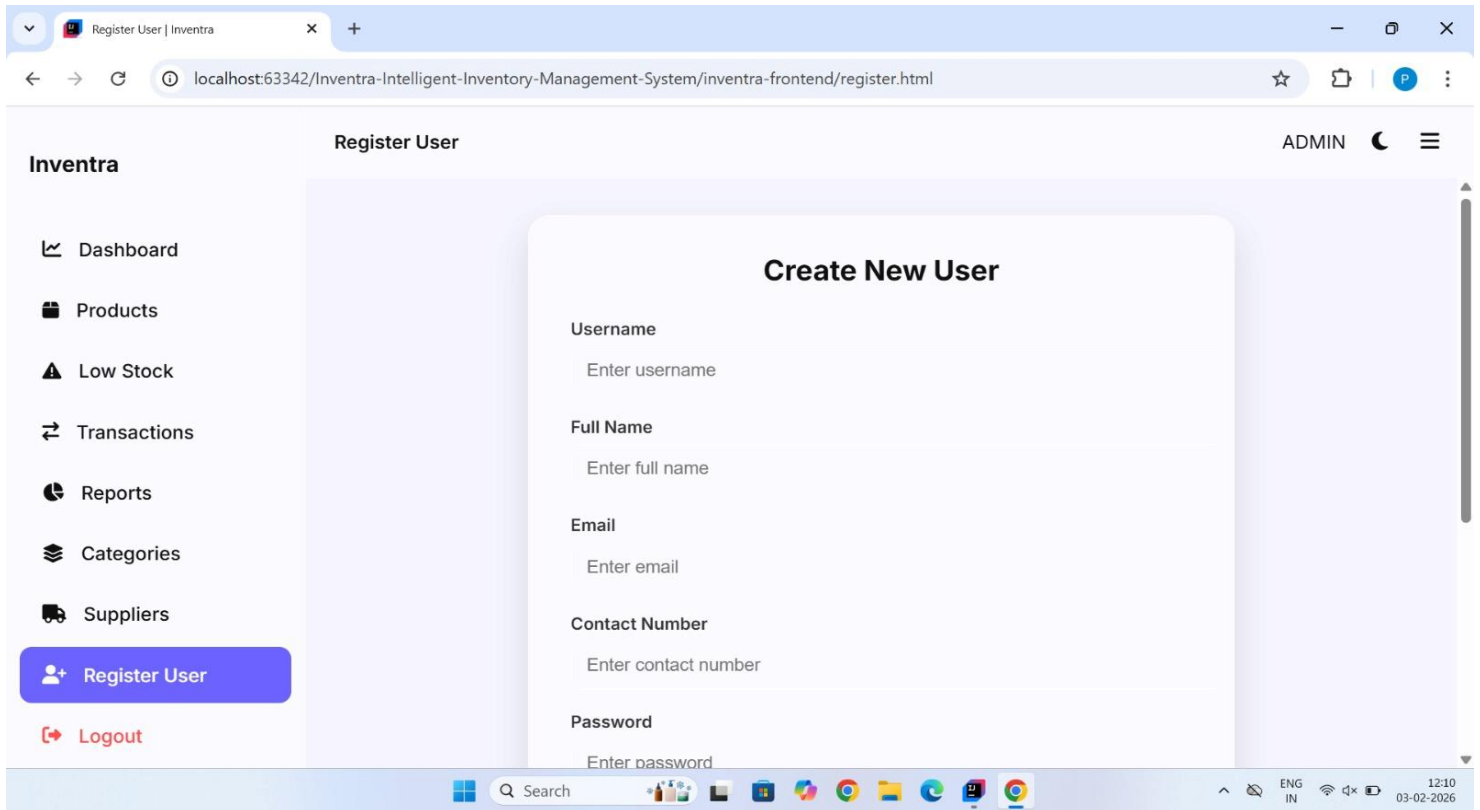 Register User | Inventra
localhost:63342/Inventra-Intelligent-Inventory-Management-System/inventra-frontend/register.html
P
Inventra
Dashboard
Products
Low Stock
Transactions
Reports
Categories
Suppliers
Register User
Logout
Register User
ADMIN
Create New User
Username
Enter username
Full Name
Enter full name
Email
Enter email
Contact Number
Enter contact number
Password
Enter password
Search
ENG
IN
12:10
03-02-2026